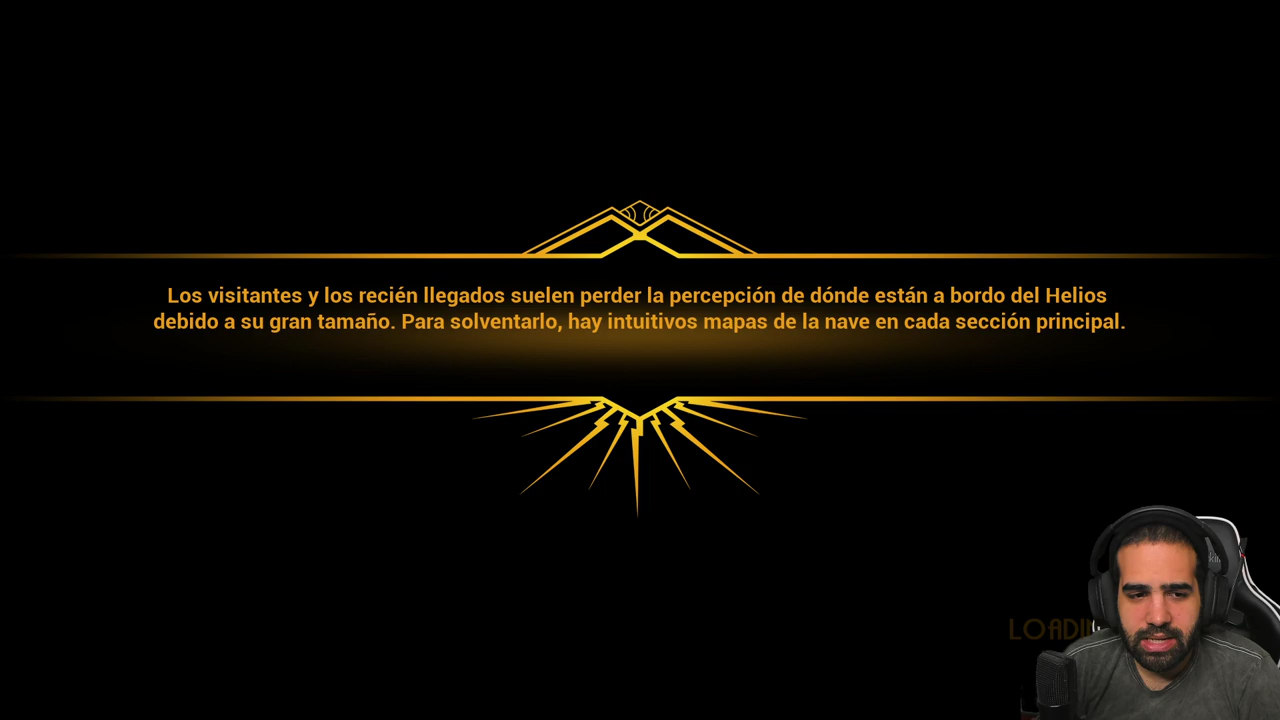 Los visitantes y los recién llegados suelen perder la percepción de dónde están a bordo del Helios
debido a su gran tamaño. Para solventarlo, hay intuitivos mapas de la nave en cada sección principal.